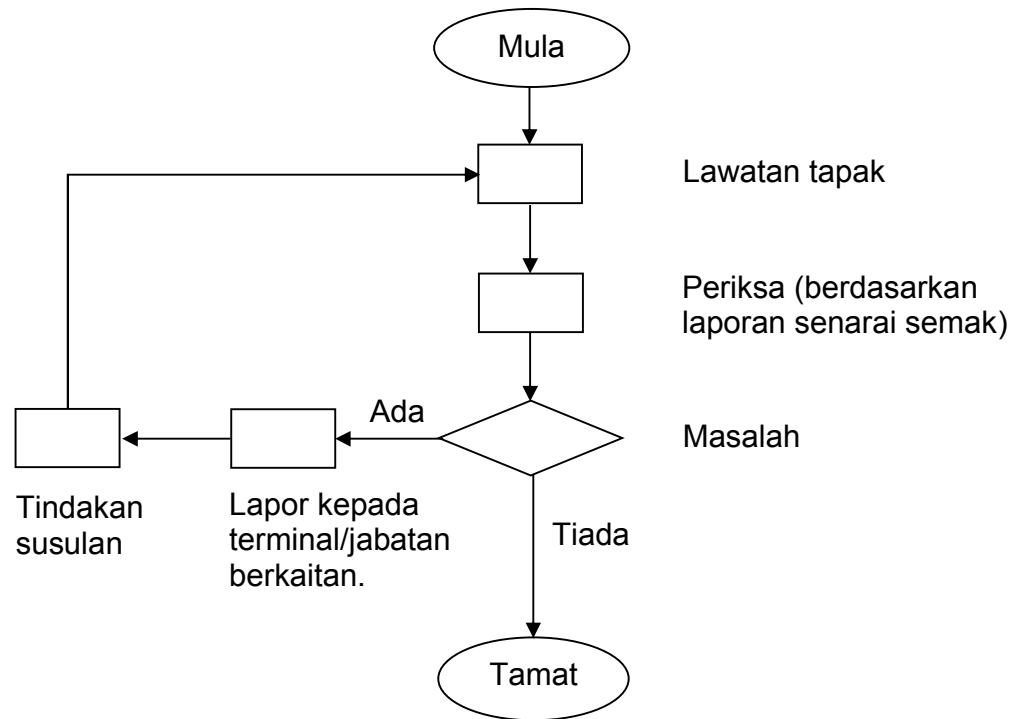 Mula
Lawatan tapak
Periksa (berdasarkan
laporan senarai semak)
Ada
Masalah
Tindakan
susulan
Lapor kepada
terminal/jabatan
berkaitan.
Tiada
Tamat